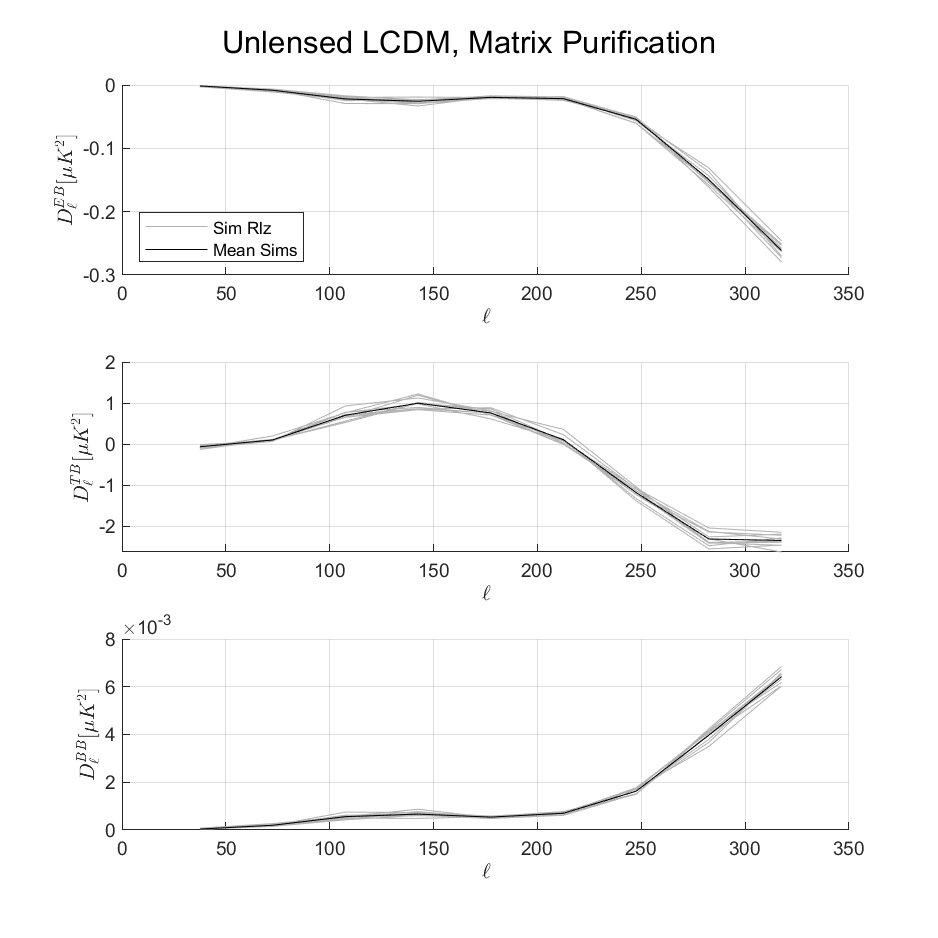 Unlensed LCDM, Matrix Purification
0
-0.1
-0.2
-0.3
D_ℓ^{EB}[μK^2]
Sim Rlz
Mean Sims
0 50 100 150 200 250 300 350
ℓ
2
1
0
-1
-2
D_ℓ^{TB}[μK^2]
0 50 100 150 200 250 300 350
ℓ
×10^{-3}
8
6
4
2
0
D_ℓ^{BB}[μK^2]
0 50 100 150 200 250 300 350
ℓ